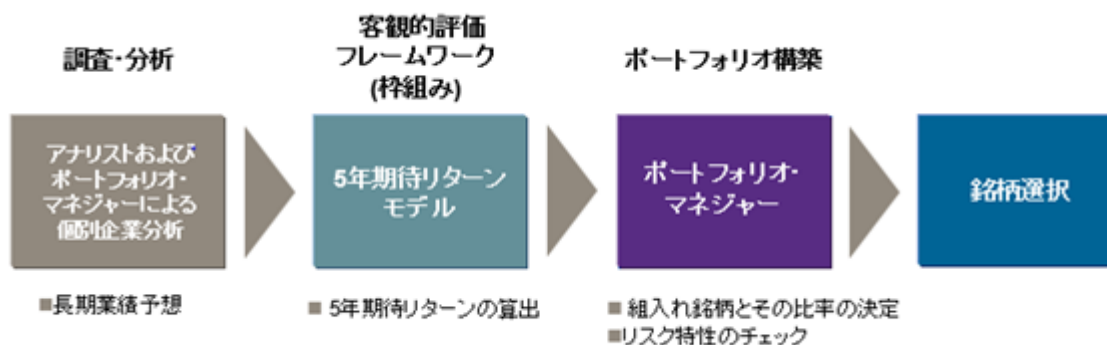 調査・分析
アナリストおよび
ポートフォリオ・
マネジャーによる
個別企業分析
■長期業績予想
客観的評価
フレームワーク
(枠組み)
5年期待リターン
モデル
■ 5年期待リターンの算出
ポートフォリオ構築
ポートフォリオ・
マネジャー
■ 組入れ銘柄とその比率の決定
■リスク特性のチェック
銘柄選択